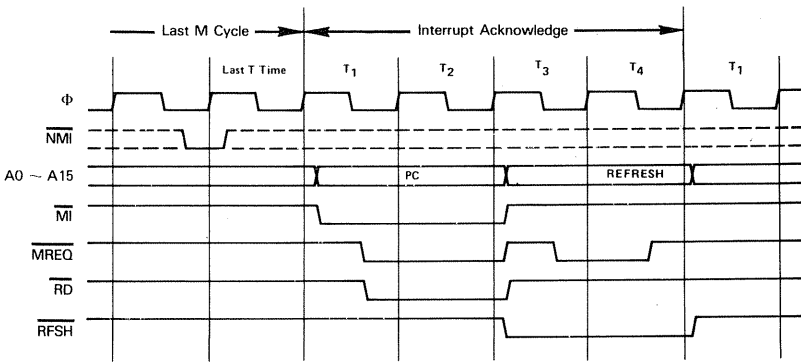 Last M Cycle Interrupt Acknowledge
Last T Time T1 T2 T3 T4 T1
Φ
NMI
A0 ~ A15 PC REFRESH
MI
MREQ
RD
RFSH